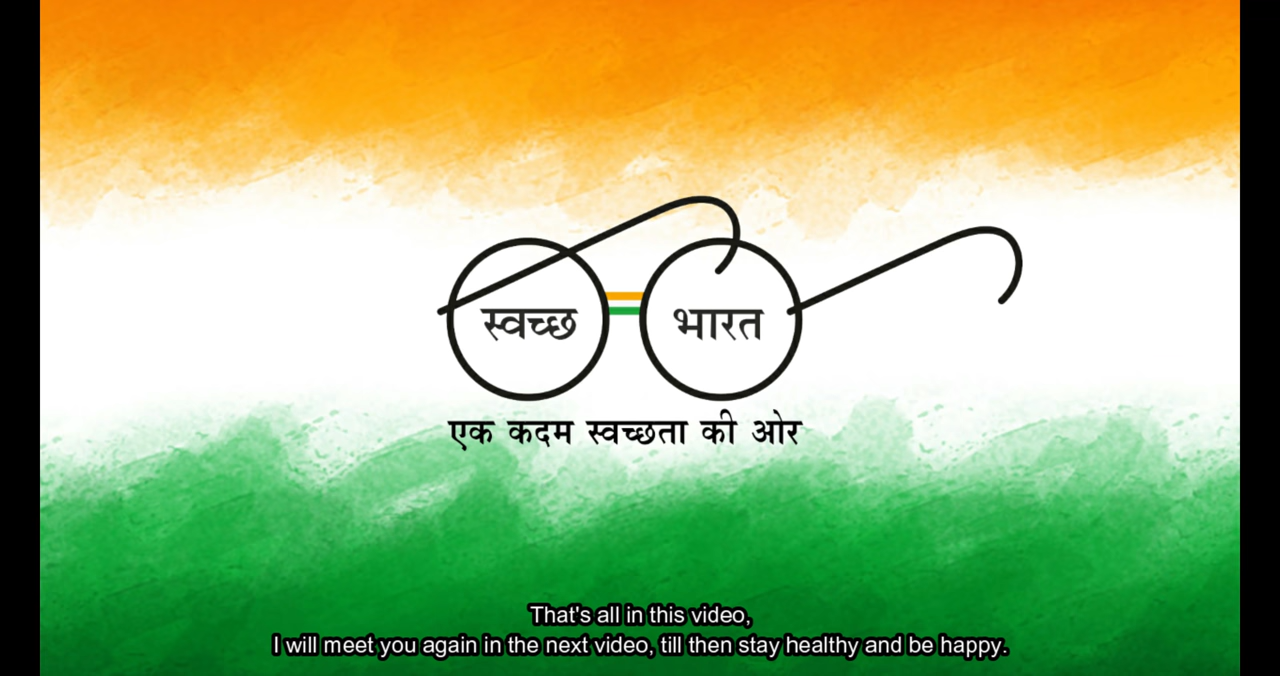 स्वच्छ भारत
एक कदम स्वच्छता की ओर
That's all in this video,
I will meet you again in the next video, till then stay healthy and be happy.